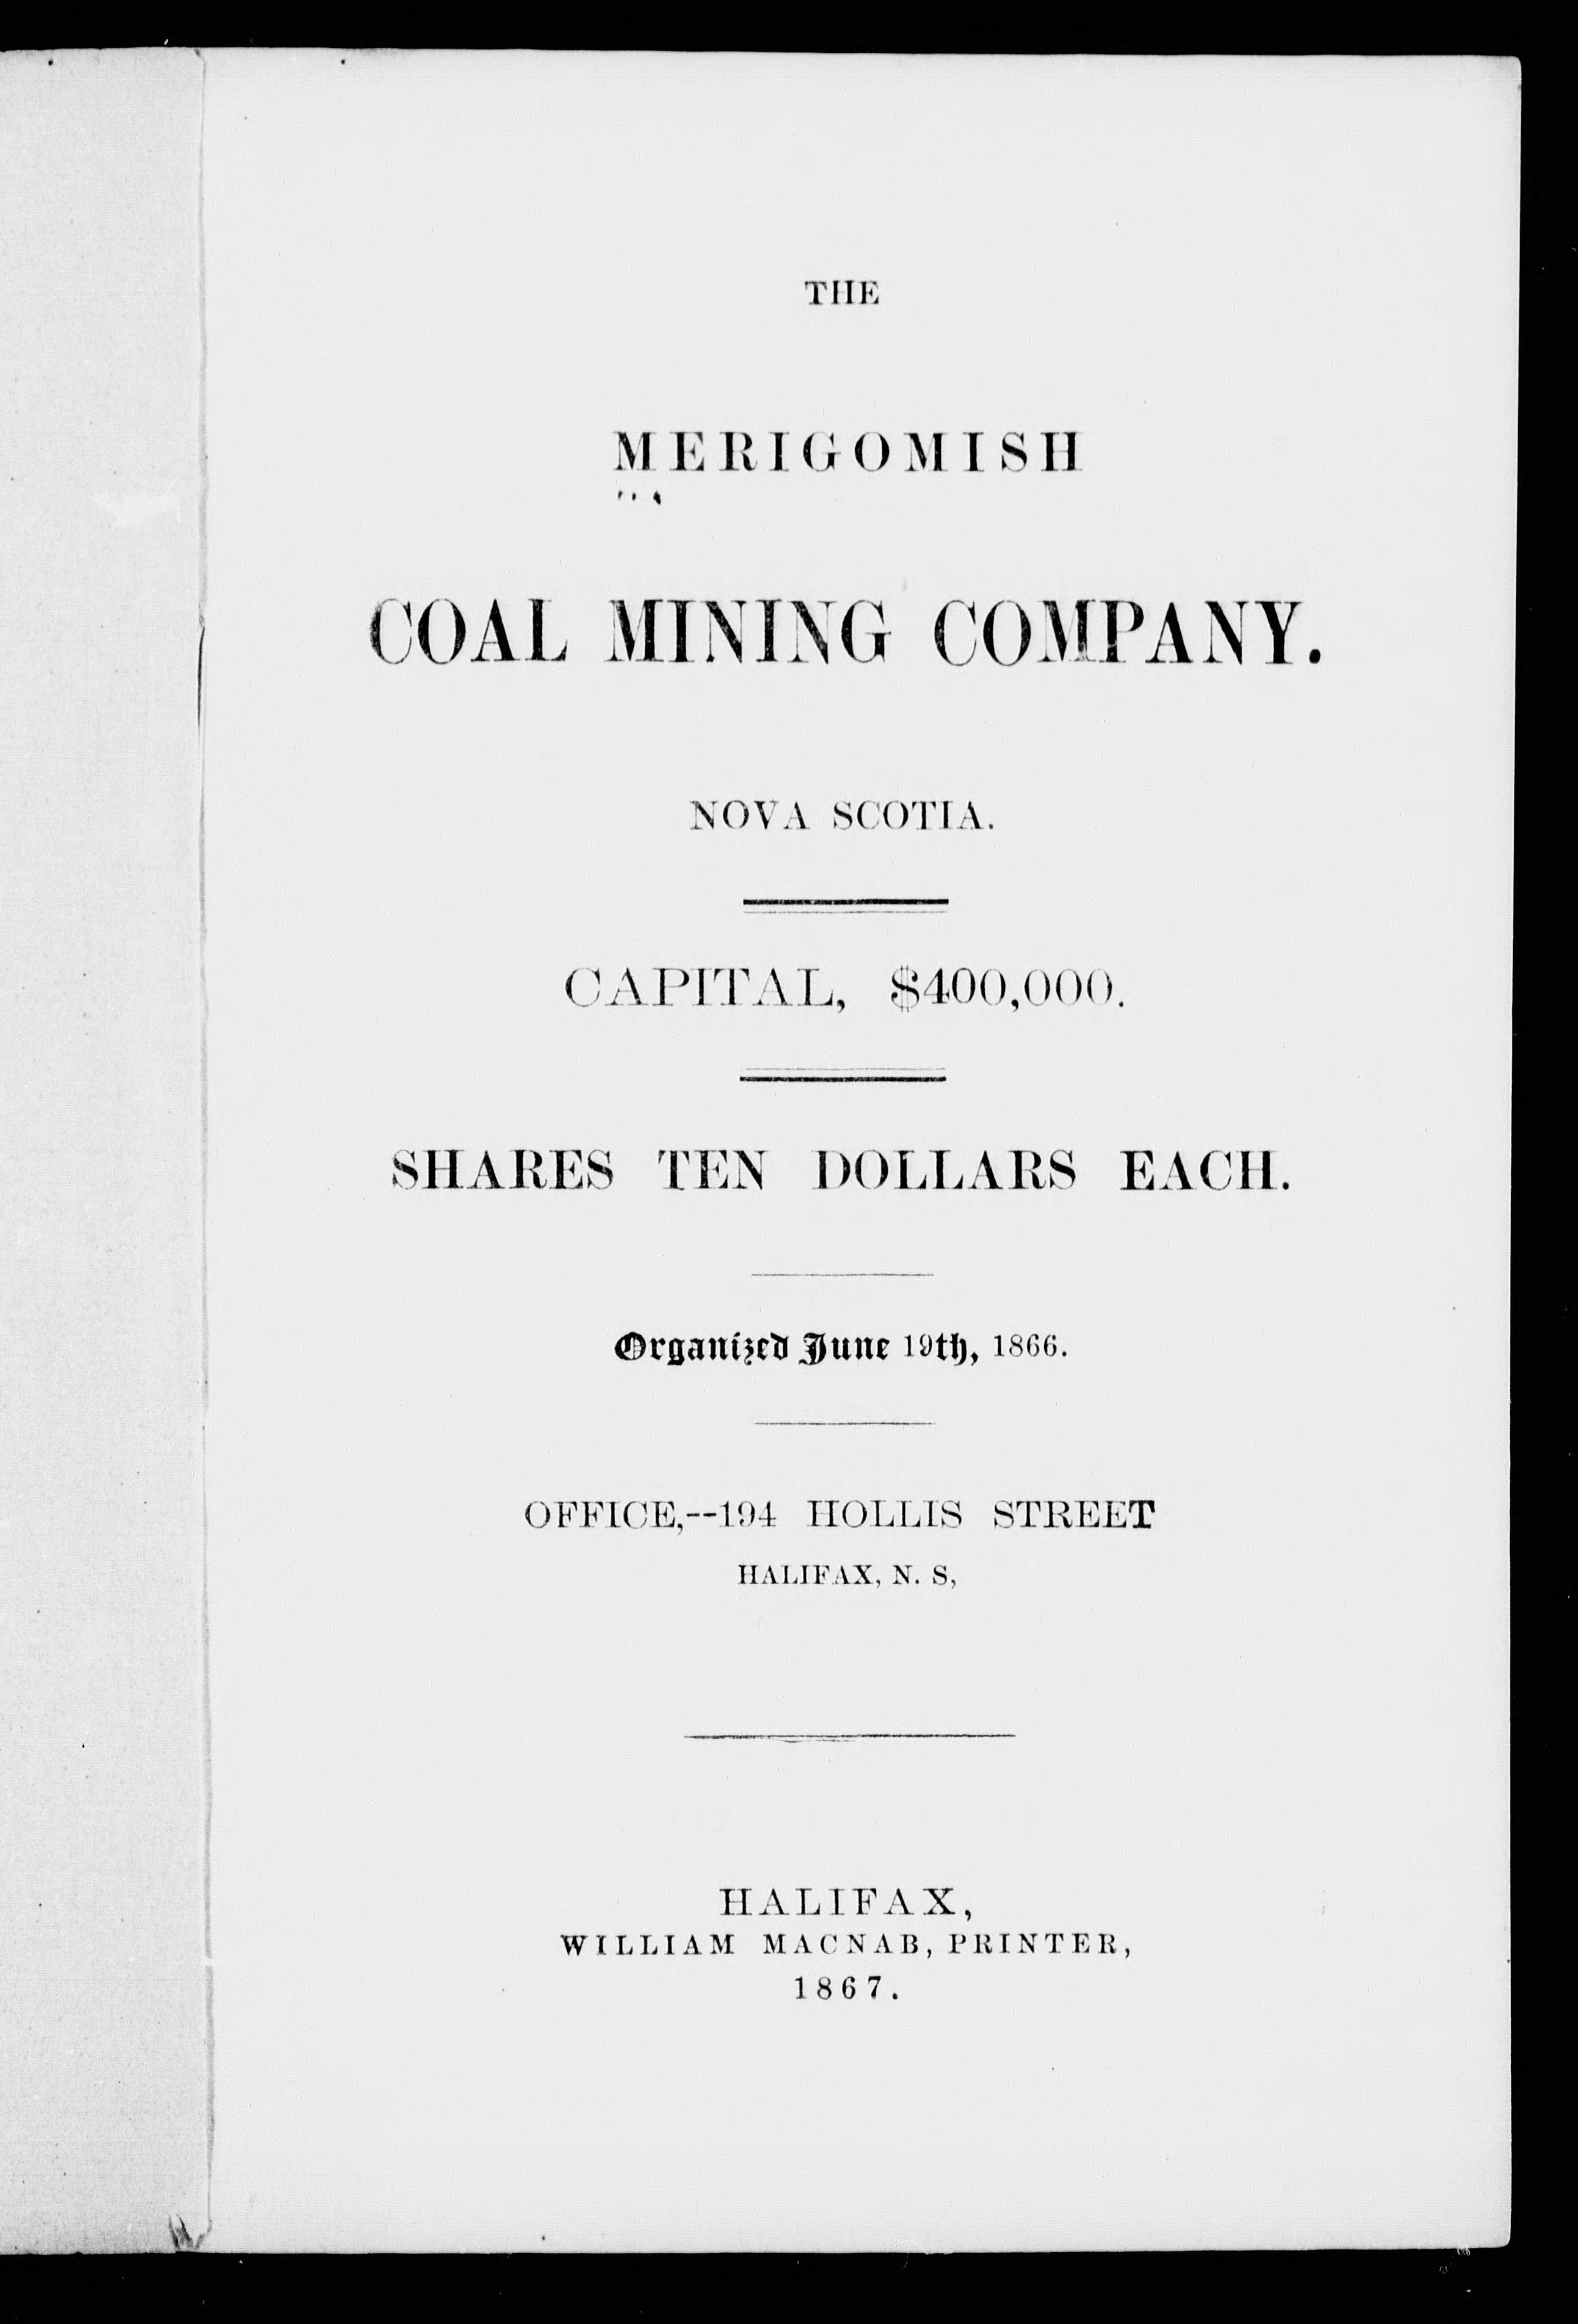 THE
MERIGOMISH
COAL MINING COMPANY.
NOVA SCOTIA.
CAPITAL, $400,000.
SHARES TEN DOLLARS EACH.
Organized June 19th, 1866.
OFFICE,--194 HOLLIS STREET
HALIFAX, N. S,
HALIFAX,
WILLIAM MACNAB, PRINTER,
1867.